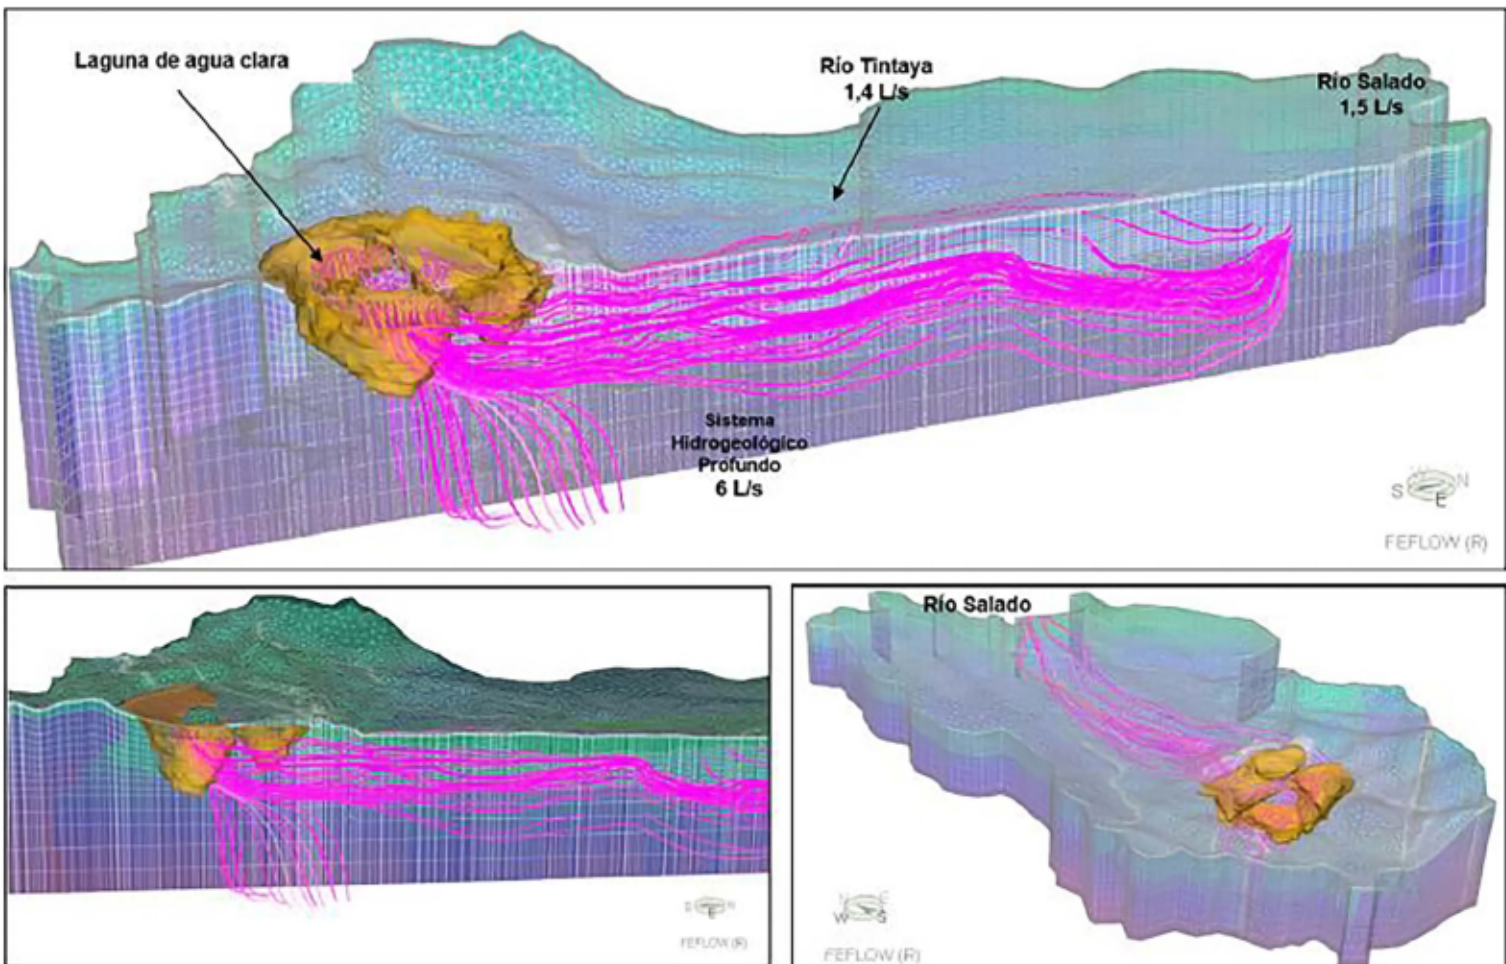 Laguna de agua clara
Río Tintaya
1,4 L/s
Río Salado
1,5 L/s
Sistema
Hidrogeológico
Profundo
6 L/s
S E N
FEFLOW (R)
Río Salado
S E N
FEFLOW (R)
N E
W S
FEFLOW (R)